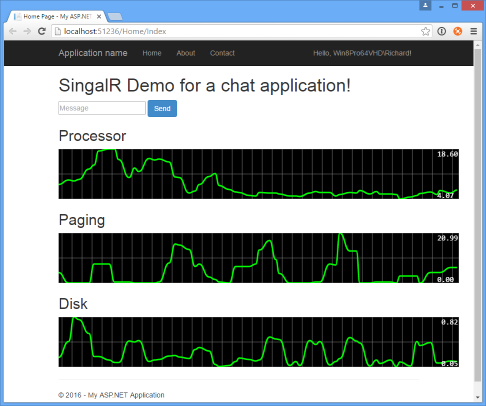 Home Page - My ASP.NET
localhost:51236/Home/Index
Application name Home About Contact Hello, Win8Pro64VHD\Richard!
SingalR Demo for a chat application!
Message Send
Processor
18.60
4.07
Paging
20.99
0.00
Disk
0.82
0.05
© 2016 - My ASP.NET Application